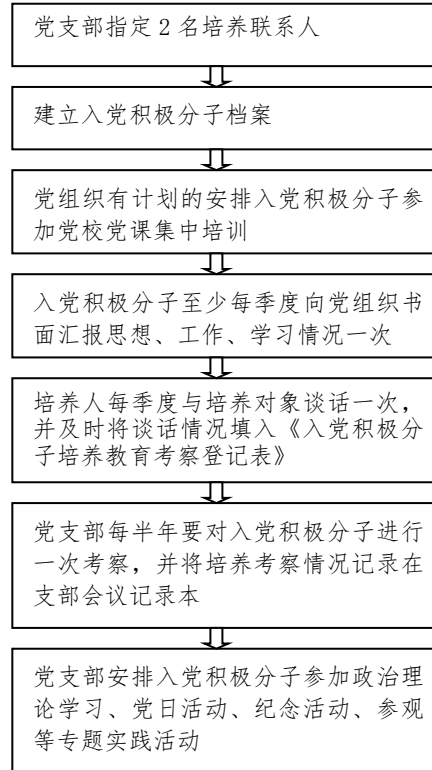 党支部指定 2 名培养联系人
建立入党积极分子档案
党组织有计划的安排入党积极分子参
加党校党课集中培训
入党积极分子至少每季度向党组织书
面汇报思想、工作、学习情况一次
培养人每季度与培养对象谈话一次，
并及时将谈话情况填入《入党积极分
子培养教育考察登记表》
党支部每半年要对入党积极分子进行
一次考察，并将培养考察情况记录在
支部会议记录本
党支部安排入党积极分子参加政治理
论学习、党日活动、纪念活动、参观
等专题实践活动